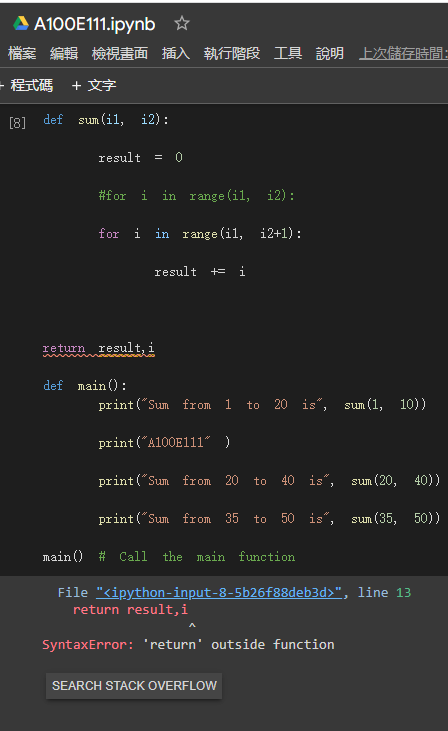 A100E111.ipynb
檔案 編輯 檢視畫面 插入 執行階段 工具 說明 上次儲存時間:
+ 程式碼 + 文字
[8] def sum(i1, i2):
result = 0
#for i in range(i1, i2):
for i in range(i1, i2+1):
result += i
return result,i
def main():
print("Sum from 1 to 20 is", sum(1, 10))
print("A100E111" )
print("Sum from 20 to 40 is", sum(20, 40))
print("Sum from 35 to 50 is", sum(35, 50))
main() # Call the main function
File "<ipython-input-8-5b26f88deb3d>", line 13
return result,i
^
SyntaxError: 'return' outside function
SEARCH STACK OVERFLOW